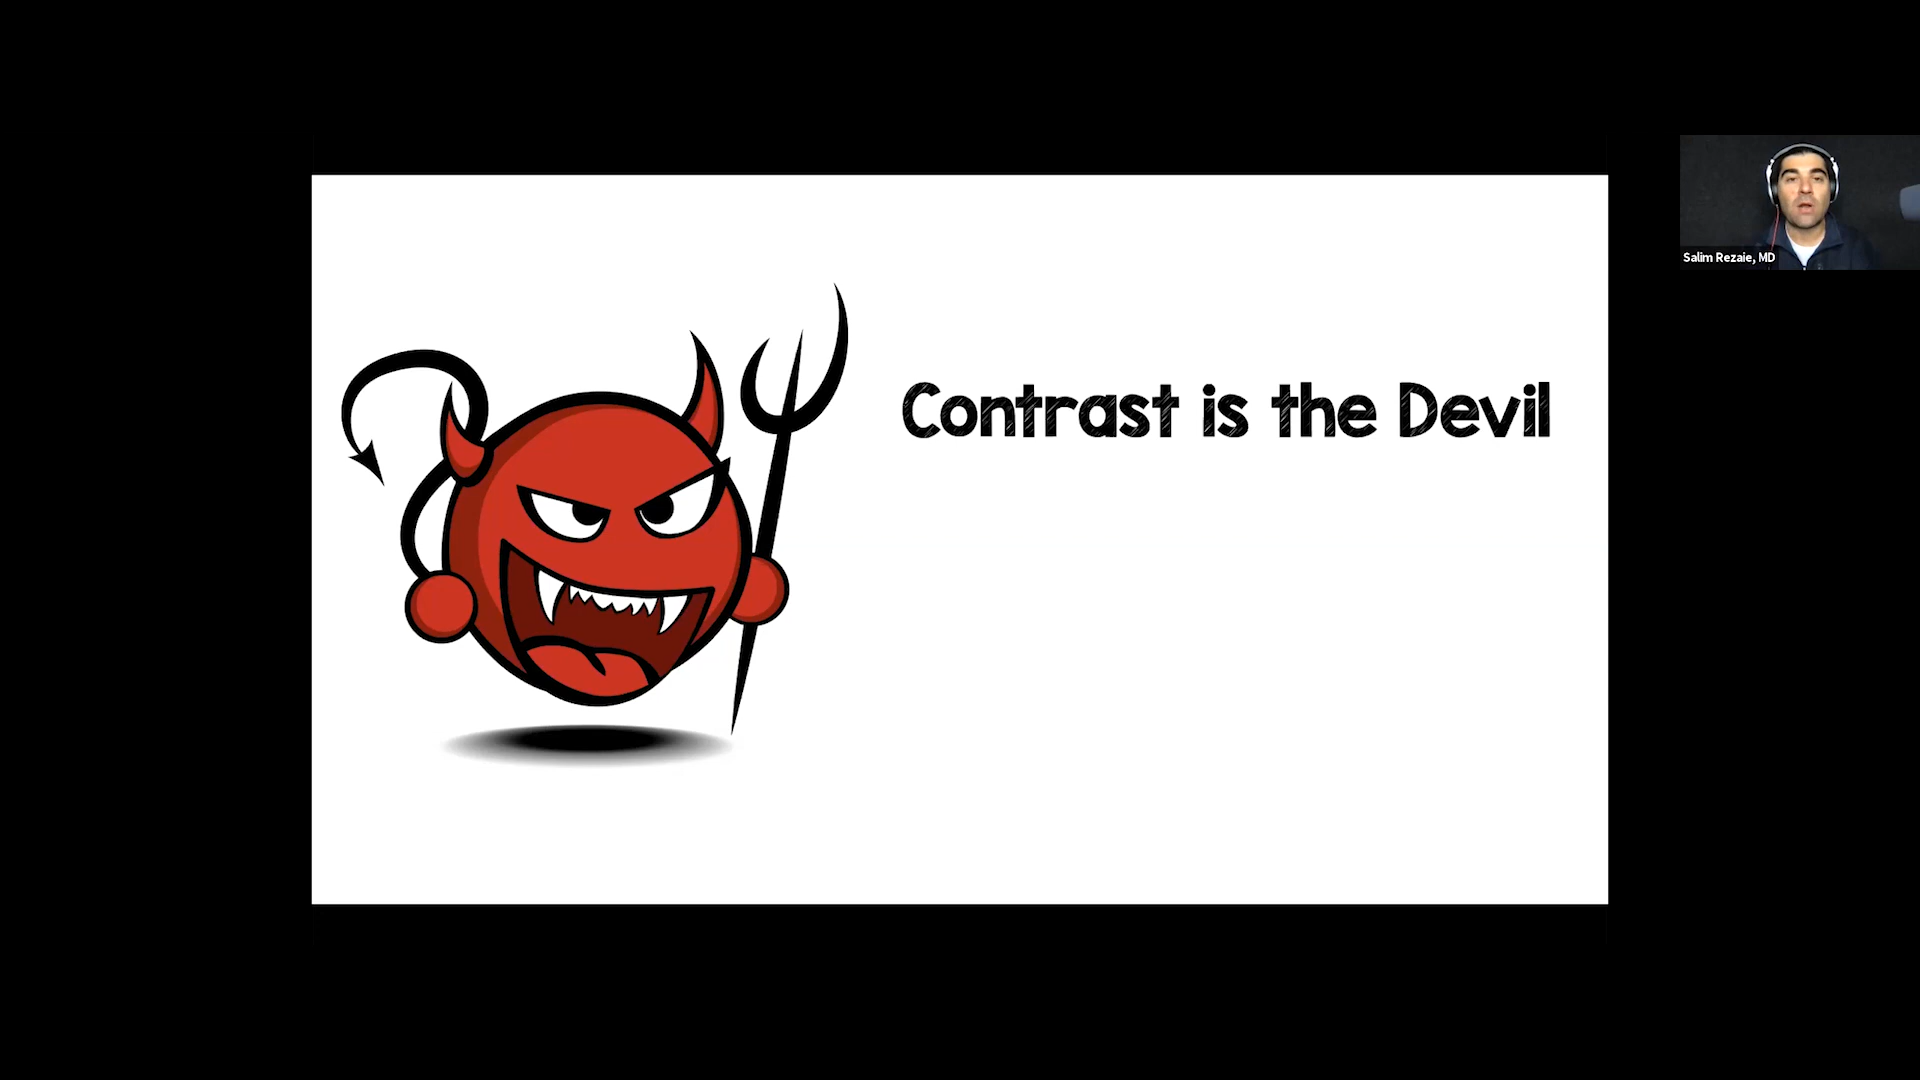 Contrast is the Devil
Salim Rezaie, MD